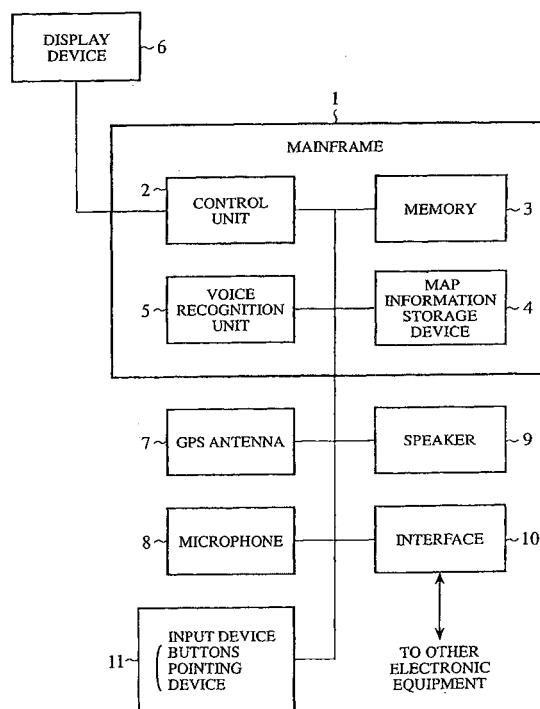 DISPLAY
DEVICE
6
1
MAINFRAME
2
CONTROL
UNIT
MEMORY
3
5
VOICE
RECOGNITION
UNIT
MAP
INFORMATION
STORAGE
DEVICE
4
7
GPS ANTENNA
SPEAKER
9
8
MICROPHONE
INTERFACE
10
11
INPUT DEVICE
( BUTTONS
POINTING
DEVICE
TO OTHER
ELECTRONIC
EQUIPMENT